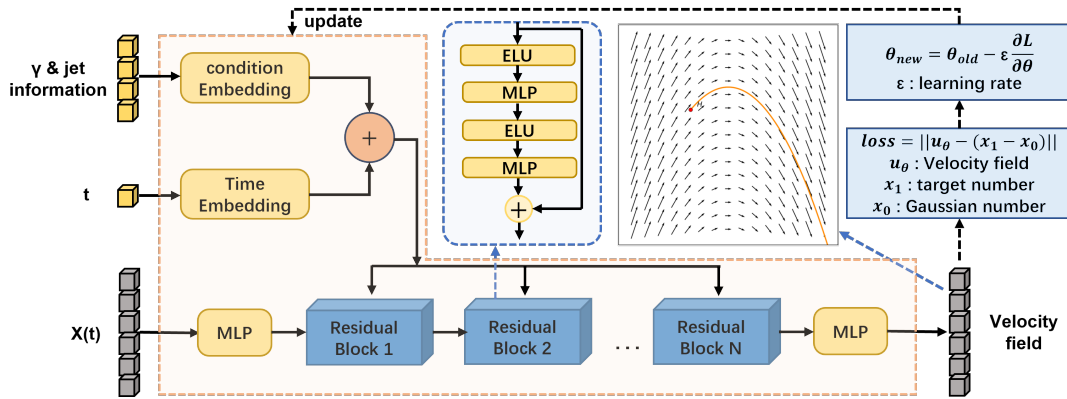 update
γ & jet
information
condition
Embedding
+
t
Time
Embedding
ELU
MLP
ELU
MLP
+
θnew = θold − ε ∂L/∂θ
ε : learning rate
loss = ||uθ − (x1 − x0)||
uθ : Velocity field
x1 : target number
x0 : Gaussian number
X(t)
MLP
Residual
Block 1
Residual
Block 2
...
Residual
Block N
MLP
Velocity
field